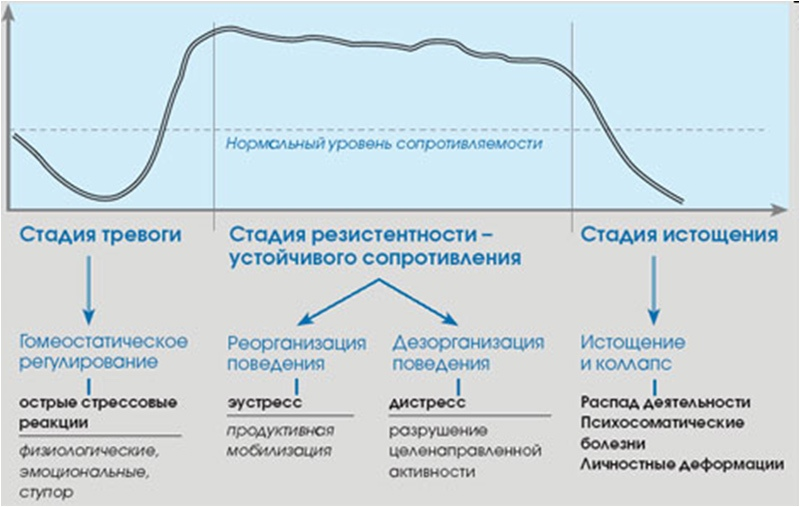 Нормальный уровень сопротивляемости
Стадия тревоги
Стадия резистентности –
устойчивого сопротивления
Стадия истощения
Гомеостатическое
регулирование
Реорганизация
поведения
Дезорганизация
поведения
Истощение
и коллапс
острые стрессовые
реакции
физиологические,
эмоциональные,
ступор
эустресс
продуктивная
мобилизация
дистресс
разрушение
целенаправленной
активности
Распад деятельности
Психосоматические
болезни
Личностные деформации